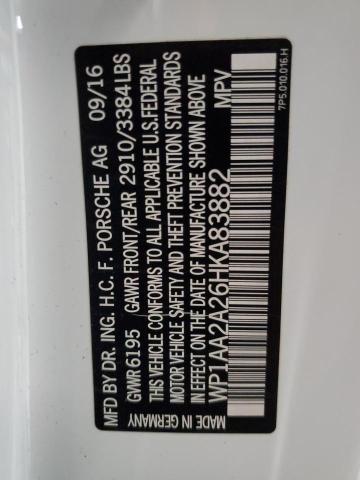 MFD BY DR. ING. H.C. F. PORSCHE AG 09/16
GVWR 6195 GAWR FRONT/REAR 2910/3384 LBS
THIS VEHICLE CONFORMS TO ALL APPLICABLE U.S.FEDERAL
MOTOR VEHICLE SAFETY AND THEFT PREVENTION STANDARDS
IN EFFECT ON THE DATE OF MANUFACTURE SHOWN ABOVE
WP1AA2A26HKA83882 MPV
MADE IN GERMANY 7P5.010.016.H